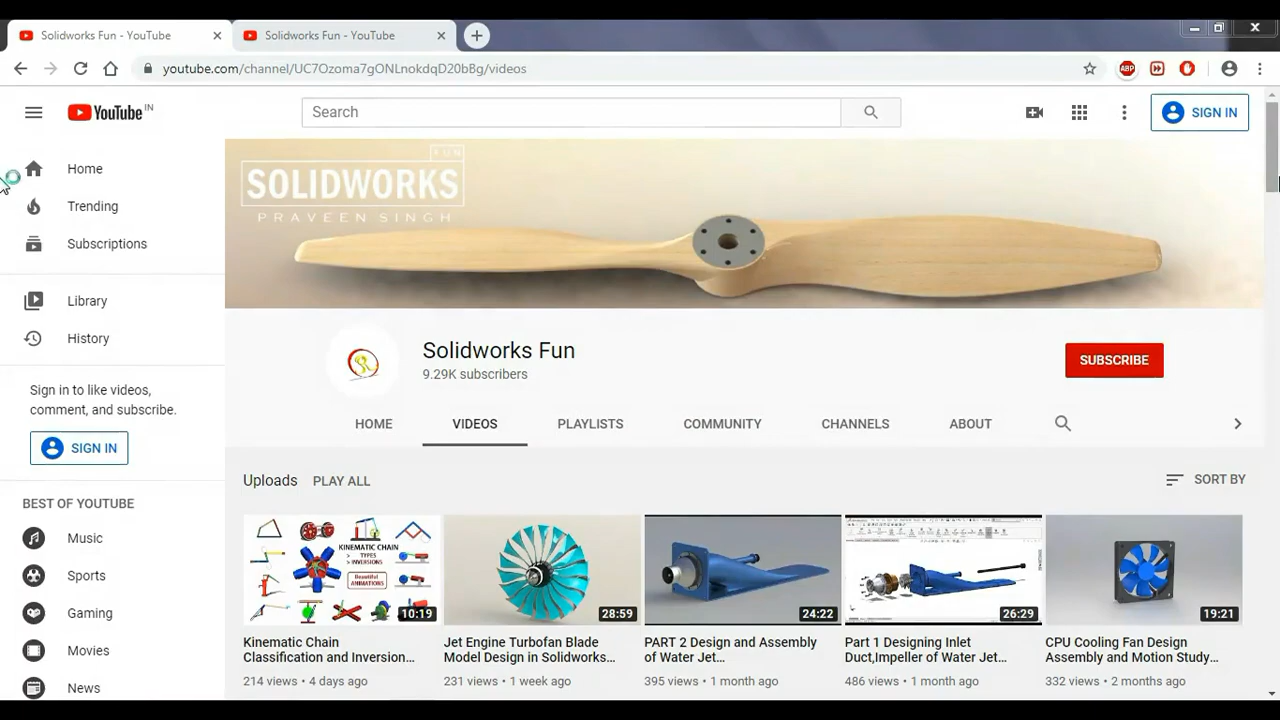 Solidworks Fun - YouTube
Solidworks Fun - YouTube
youtube.com/channel/UC7Ozoma7gONLnokdqD20bBg/videos
ABP
YouTube IN
Search
SIGN IN
Home
Trending
Subscriptions
Library
History
Sign in to like videos,
comment, and subscribe.
SIGN IN
BEST OF YOUTUBE
Music
Sports
Gaming
Movies
News
FUN
SOLIDWORKS
PRAVEEN SINGH
Solidworks Fun
9.29K subscribers
SUBSCRIBE
HOME
VIDEOS
PLAYLISTS
COMMUNITY
CHANNELS
ABOUT
Uploads
PLAY ALL
SORT BY
KINEMATIC CHAIN
> TYPES
> INVERSIONS
Beautiful
ANIMATIONS
10:19
Kinematic Chain
Classification and Inversion...
214 views • 4 days ago
28:59
Jet Engine Turbofan Blade
Model Design in Solidworks...
231 views • 1 week ago
24:22
PART 2 Design and Assembly
of Water Jet...
395 views • 1 month ago
26:29
Part 1 Designing Inlet
Duct,Impeller of Water Jet...
486 views • 1 month ago
19:21
CPU Cooling Fan Design
Assembly and Motion Study...
332 views • 2 months ago